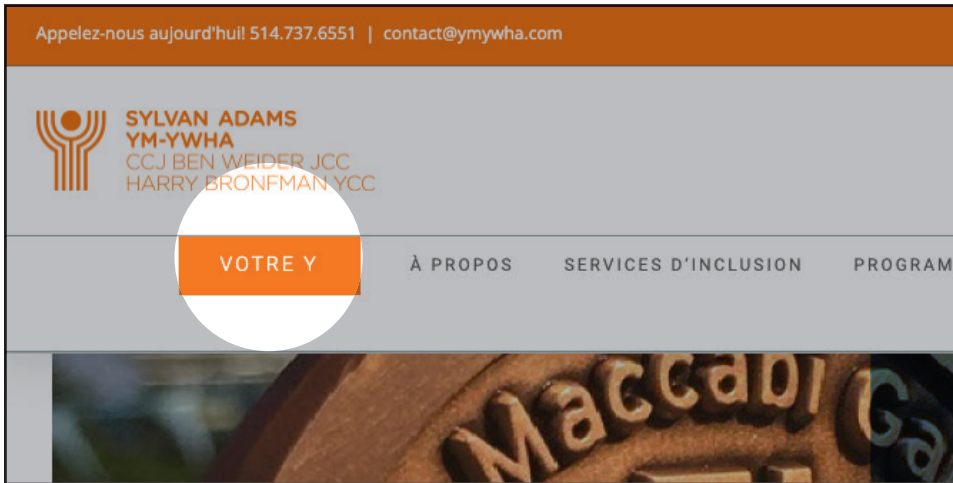 Appelez-nous aujourd'hui! 514.737.6551 | contact@ymywha.com
SYLVAN ADAMS
YM-YWHA
CCJ BEN WEIDER JCC
HARRY BRONFMAN YCC
VOTRE Y À PROPOS SERVICES D'INCLUSION PROGRAM
Maccabi Ga